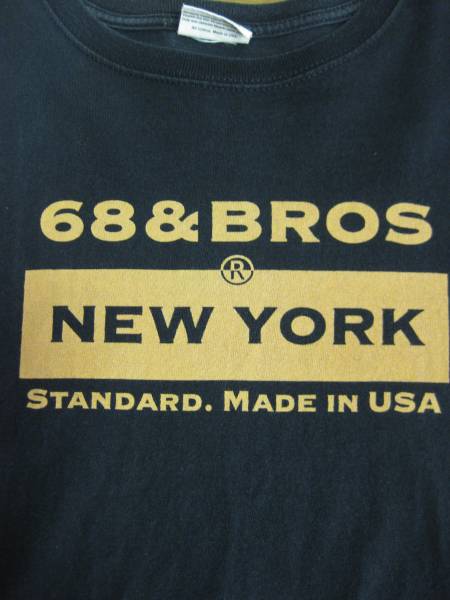 68&BROS
®
NEW YORK
STANDARD. MADE IN USA